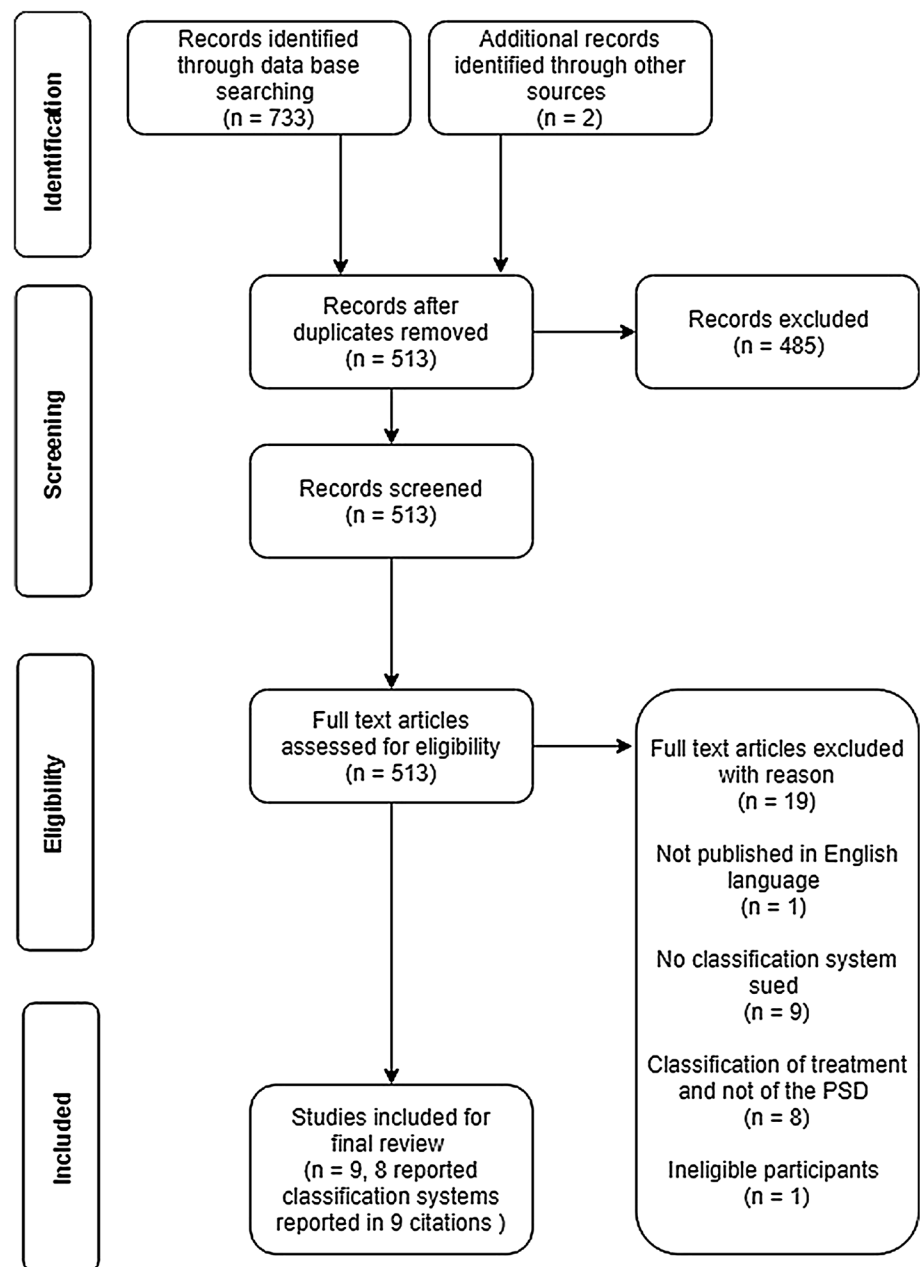 Identification
Records identified
through data base
searching
(n = 733)
Additional records
identified through other
sources
(n = 2)
Screening
Records after
duplicates removed
(n = 513)
Records excluded
(n = 485)
Records screened
(n = 513)
Eligibility
Full text articles
assessed for eligibility
(n = 513)
Full text articles excluded
with reason
(n = 19)
Not published in English
language
(n = 1)
No classification system
sued
(n = 9)
Classification of treatment
and not of the PSD
(n = 8)
Ineligible participants
(n = 1)
Included
Studies included for
final review
(n = 9, 8 reported
classification systems
reported in 9 citations )